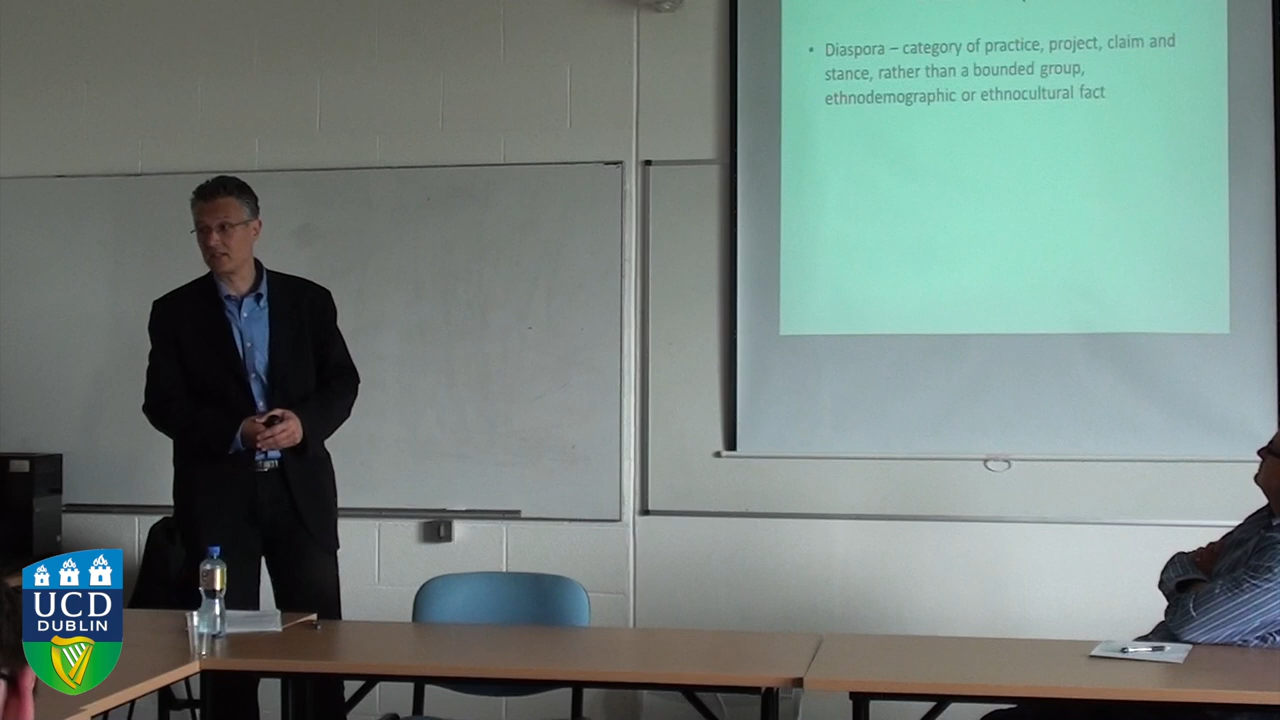 • Diaspora – category of practice, project, claim and
stance, rather than a bounded group,
ethnodemographic or ethnocultural fact
UCD
DUBLIN